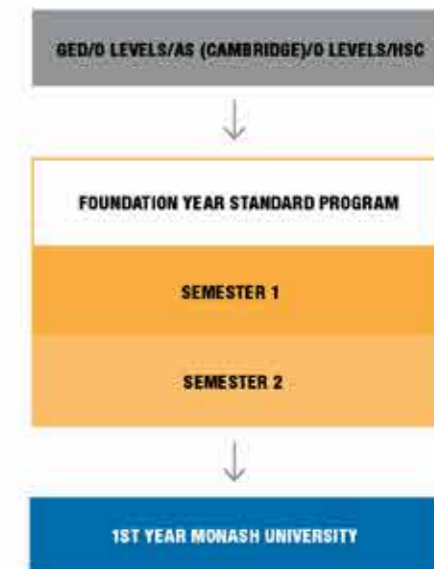 GED/O LEVELS/AS (CAMBRIDGE)/O LEVELS/HSC
FOUNDATION YEAR STANDARD PROGRAM
SEMESTER 1
SEMESTER 2
1ST YEAR MONASH UNIVERSITY